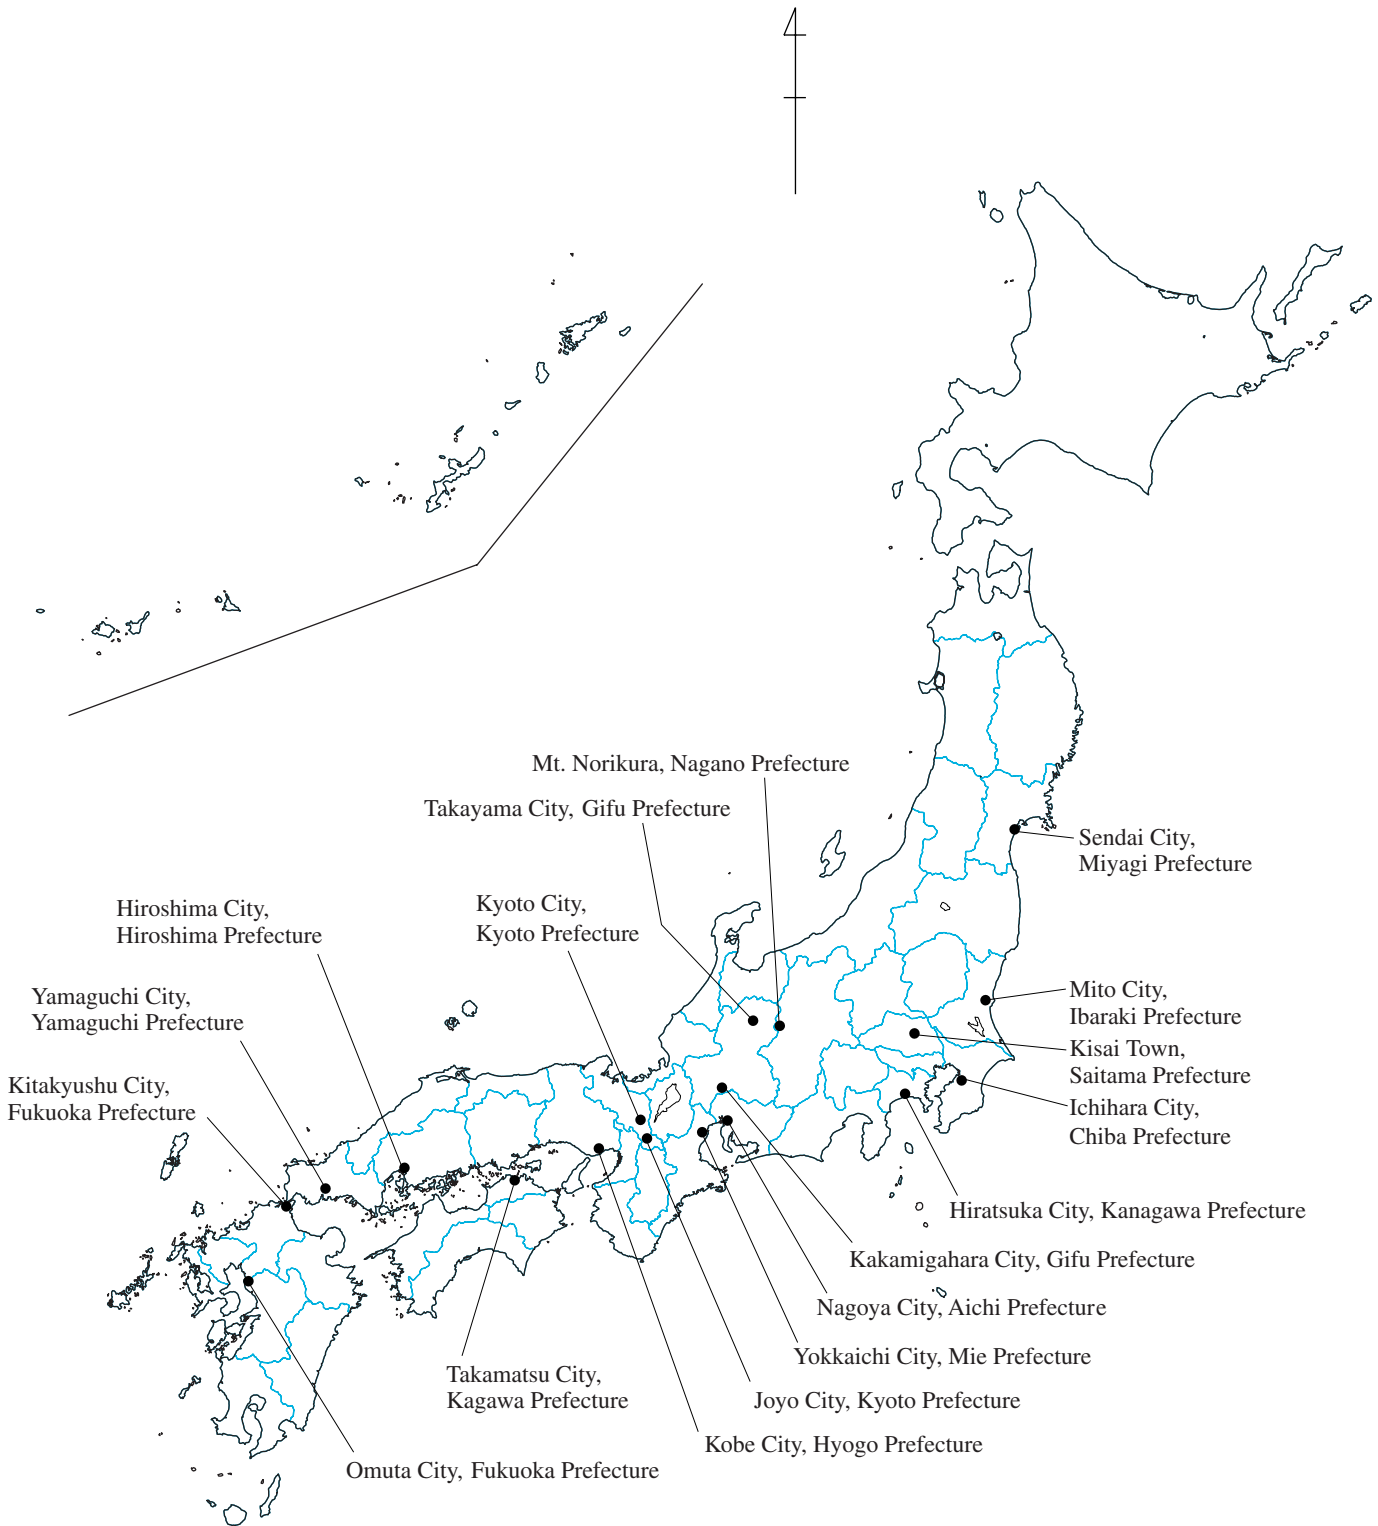 Mt. Norikura, Nagano Prefecture
Takayama City, Gifu Prefecture
Sendai City,
Miyagi Prefecture
Kyoto City,
Kyoto Prefecture
Hiroshima City,
Hiroshima Prefecture
Yamaguchi City,
Yamaguchi Prefecture
Mito City,
Ibaraki Prefecture
Kisai Town,
Saitama Prefecture
Kitakyushu City,
Fukuoka Prefecture
Ichihara City,
Chiba Prefecture
Hiratsuka City, Kanagawa Prefecture
Kakamigahara City, Gifu Prefecture
Nagoya City, Aichi Prefecture
Yokkaichi City, Mie Prefecture
Takamatsu City,
Kagawa Prefecture
Joyo City, Kyoto Prefecture
Kobe City, Hyogo Prefecture
Omuta City, Fukuoka Prefecture